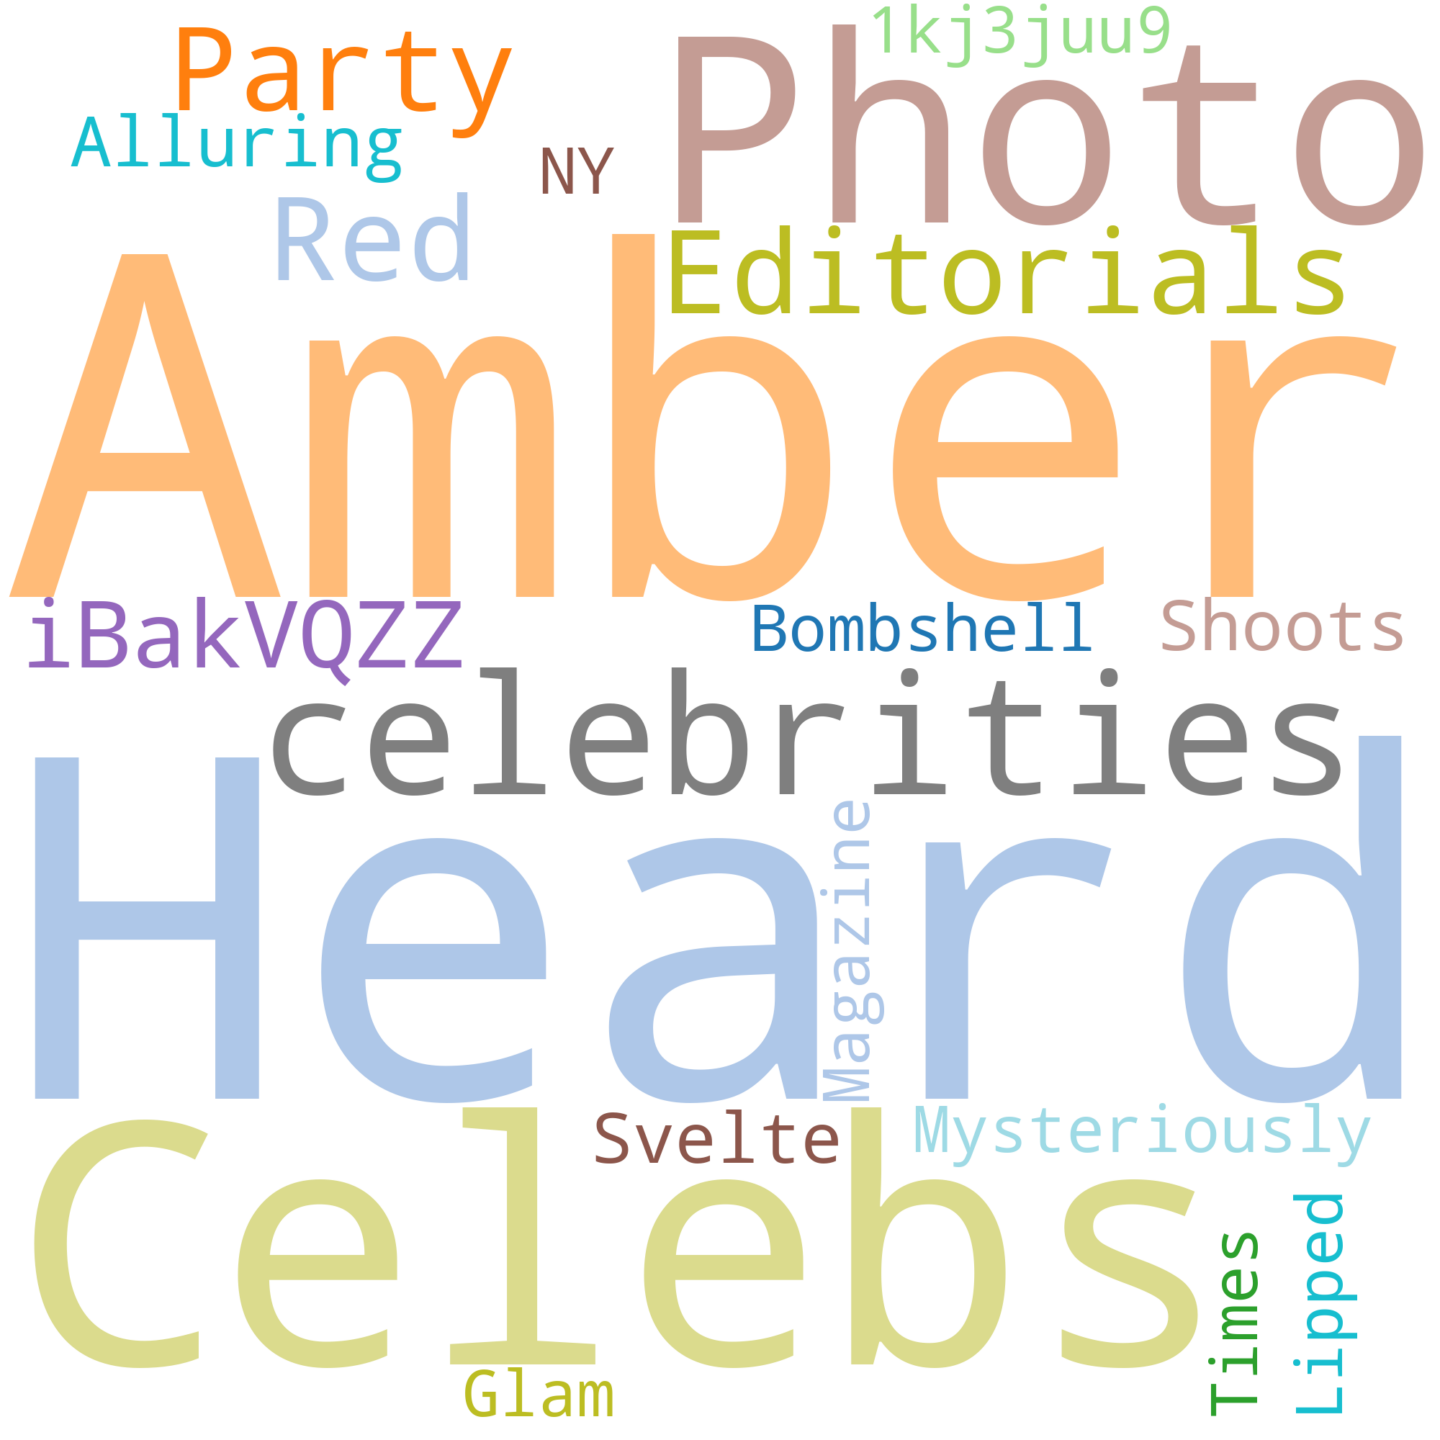 1kj3juu9
Party
Photo
Alluring
NY
Red
Editorials
Amber
iBakVQZZ
Bombshell
Shoots
celebrities
Heard
Magazine
Celebs
Svelte
Mysteriously
Times
Lipped
Glam